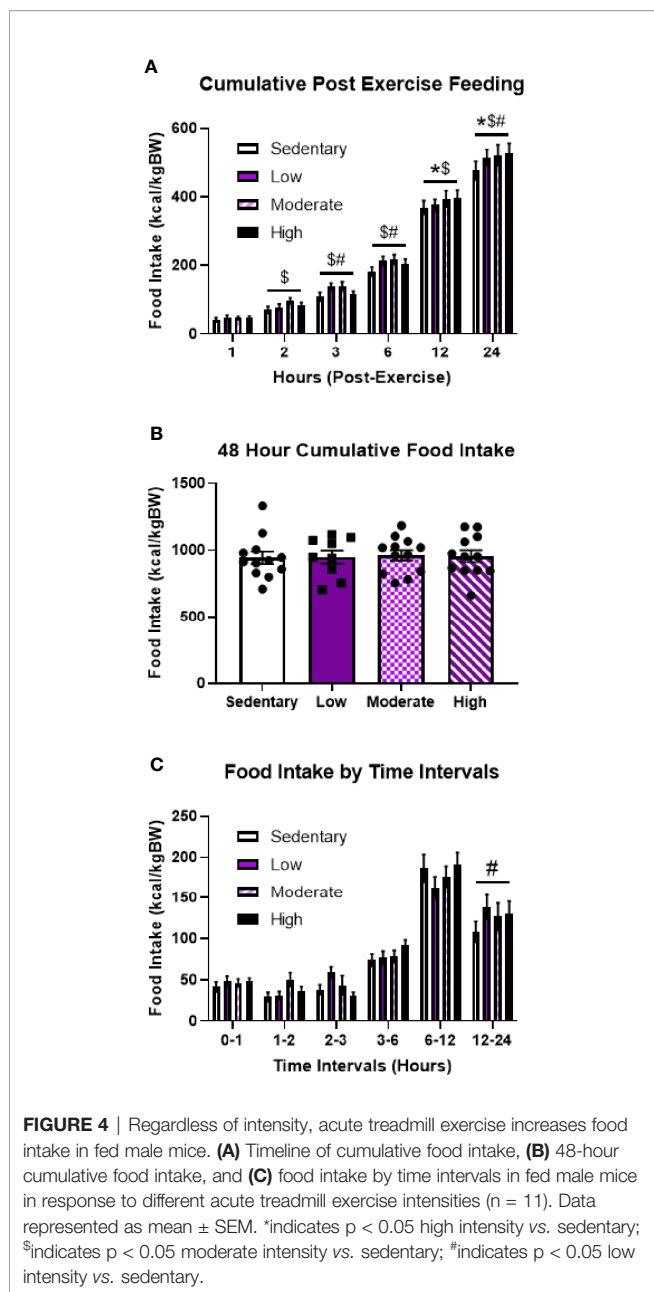 A
Cumulative Post Exercise Feeding
Food Intake (kcal/kgBW)
600
400
200
0
Sedentary
Low
Moderate
High
$
$#
$#
*$
*$#
1 2 3 6 12 24
Hours (Post-Exercise)
B
48 Hour Cumulative Food Intake
Food Intake (kcal/kgBW)
1500
1000
500
0
Sedentary Low Moderate High
C
Food Intake by Time Intervals
Food Intake (kcal/kgBW)
250
200
150
100
50
0
Sedentary
Low
Moderate
High
#
0-1 1-2 2-3 3-6 6-12 12-24
Time Intervals (Hours)
FIGURE 4 | Regardless of intensity, acute treadmill exercise increases food
intake in fed male mice. (A) Timeline of cumulative food intake, (B) 48-hour
cumulative food intake, and (C) food intake by time intervals in fed male mice
in response to different acute treadmill exercise intensities (n = 11). Data
represented as mean ± SEM. *indicates p < 0.05 high intensity vs. sedentary;
$indicates p < 0.05 moderate intensity vs. sedentary; #indicates p < 0.05 low
intensity vs. sedentary.